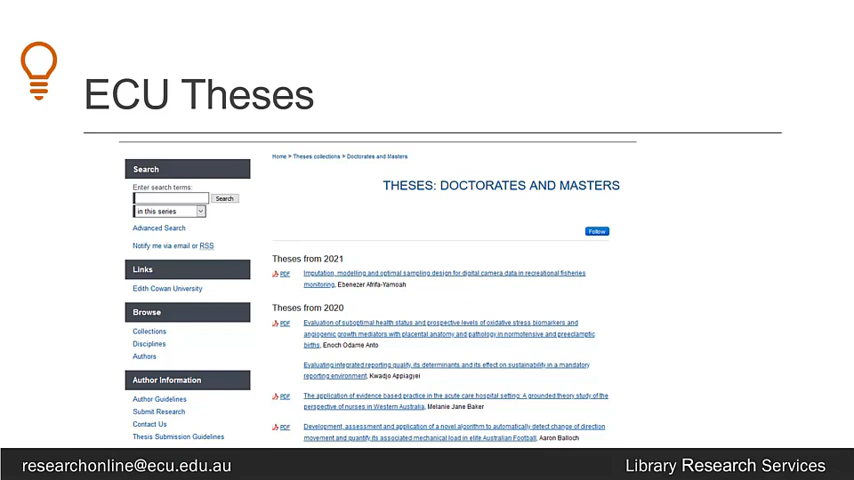 ECU Theses
Home > Theses collections > Doctorates and Masters
THESES: DOCTORATES AND MASTERS
Follow
Search
Enter search terms:
Search
in this series
Advanced Search
Notify me via email or RSS
Links
Edith Cowan University
Browse
Collections
Disciplines
Authors
Author Information
Author Guidelines
Submit Research
Contact Us
Thesis Submission Guidelines
Theses from 2021
PDF Imputation, modelling and optimal sampling design for digital camera data in recreational fisheries
monitoring, Ebenezer Afrifa-Yamoah
Theses from 2020
PDF Evaluation of suboptimal health status and prospective levels of oxidative stress biomarkers and
angiogenic growth mediators with placental anatomy and pathology in normotensive and preeclamptic
births, Enoch Odame Anto
Evaluating integrated reporting quality, its determinants and its effect on sustainability in a mandatory
reporting environment, Kwadjo Appiagyei
PDF The application of evidence based practice in the acute care hospital setting: A grounded theory study of the
perspective of nurses in Western Australia, Melanie Jane Baker
PDF Development, assessment and application of a novel algorithm to automatically detect change of direction
movement and quantify its associated mechanical load in elite Australian Football, Aaron Balloch
researchonline@ecu.edu.au
Library Research Services